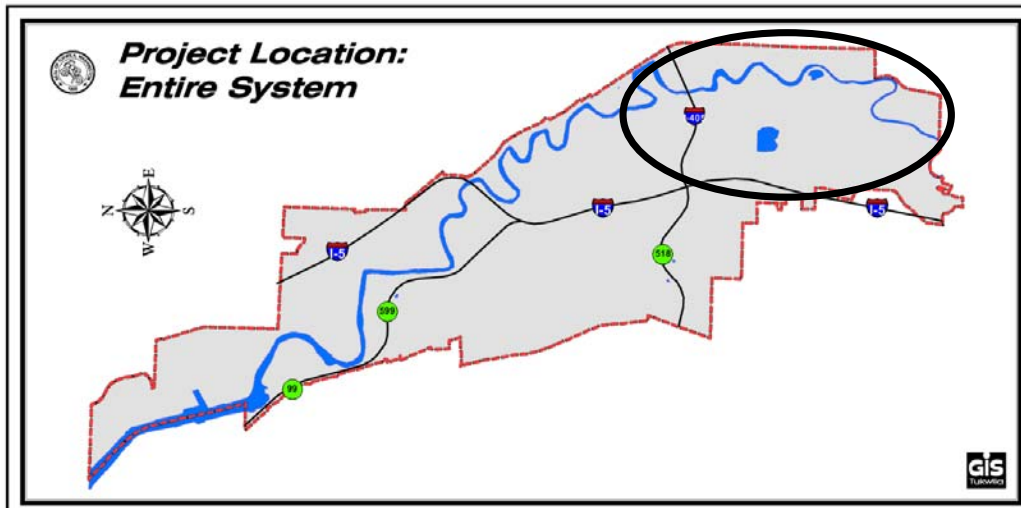 Project Location:
Entire System
I-405
I-5
I-5
I-5
518
599
99
N
E
S
W
GIS
Tukwila